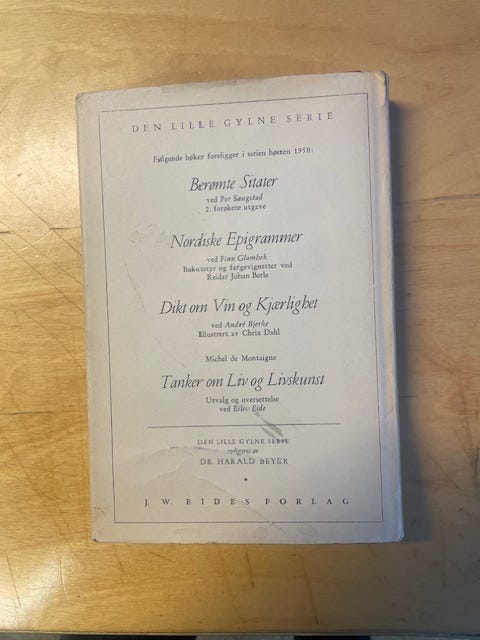 DEN LILLE GYLNE SERIE
Følgende bøker foreligger i serien høsten 1950:
Berømte Sitater
ved Per Saugstad
2. forøkete utgave
Nordiske Epigrammer
ved Finn Glambek
Bokutstyr og fargevignetter ved
Reidar Johan Berle
Dikt om Vin og Kjærlighet
ved André Bjerke
Illustrert av Chrix Dahl
Michel de Montaigne
Tanker om Liv og Livskunst
Utvalg og oversettelse
ved Eiliv Eide
DEN LILLE GYLNE SERIE
redigeres av
DR. HARALD BEYER
J. W. EIDES FORLAG